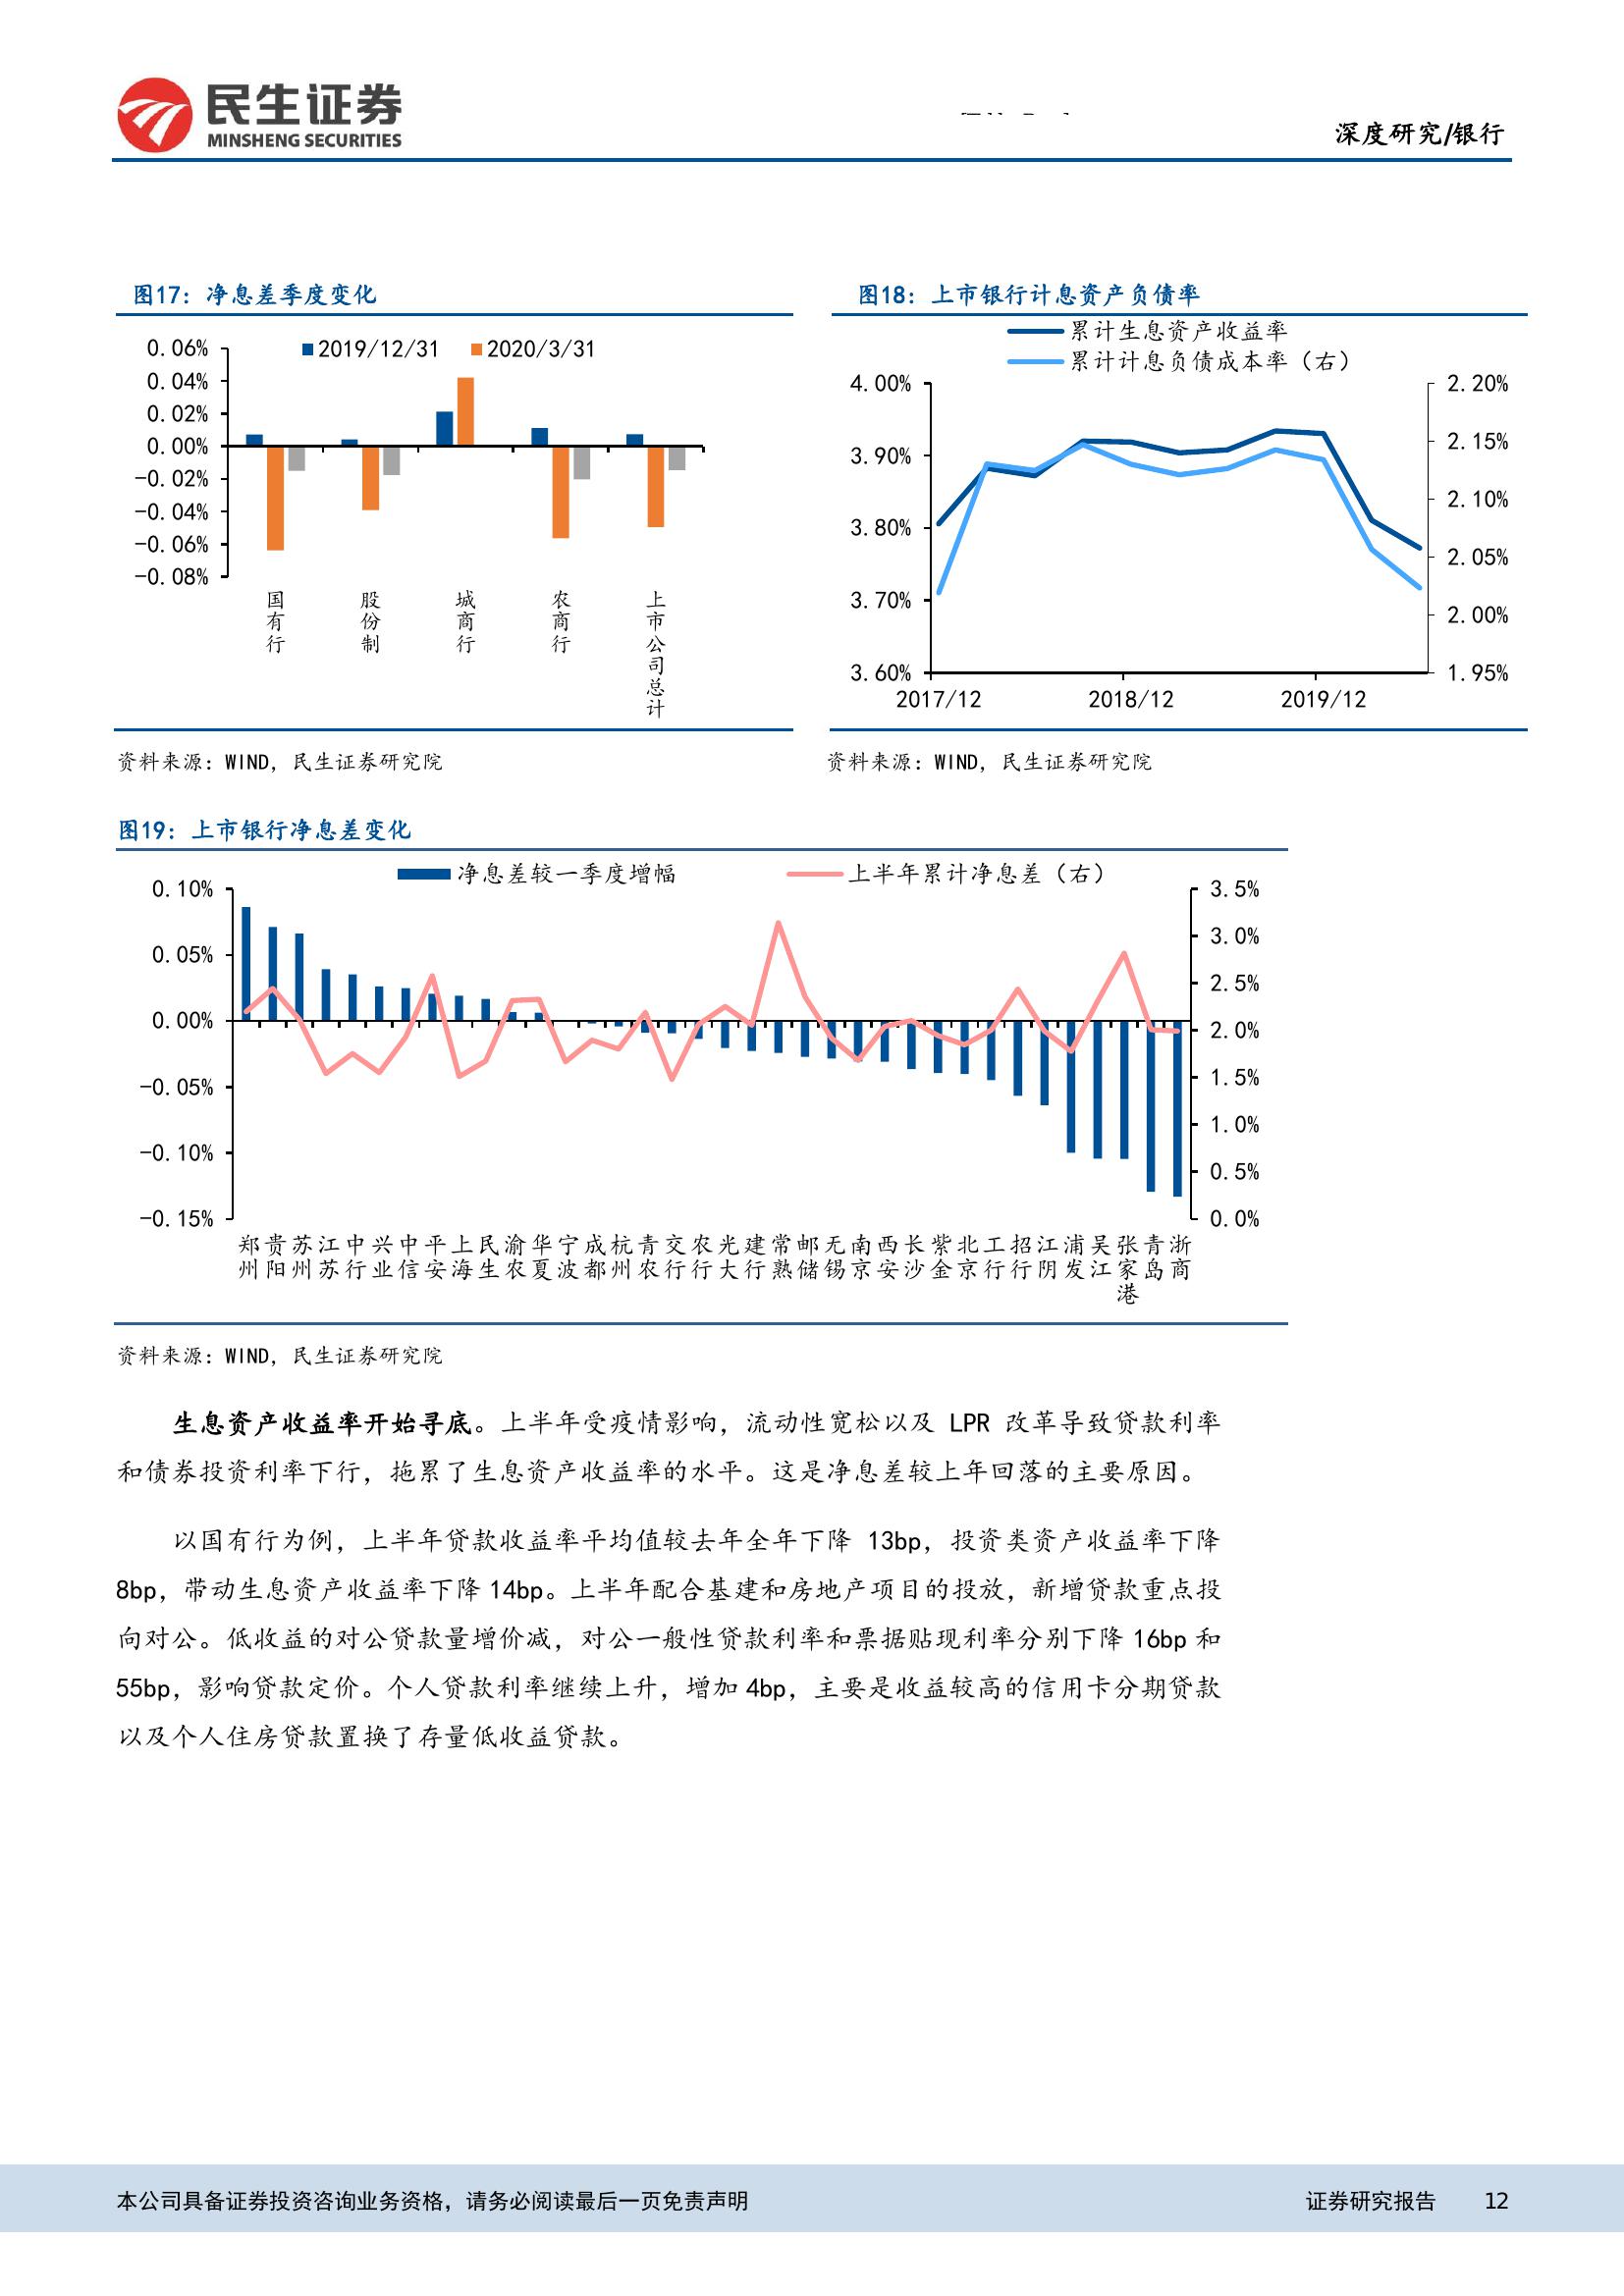 民生证券
MINSHENG SECURITIES
深度研究/银行
图17：净息差季度变化
2019/12/31 2020/3/31
0.06%
0.04%
0.02%
0.00%
-0.02%
-0.04%
-0.06%
-0.08%
国有行 股份制 城商行 农商行 上市公司总计
资料来源：WIND，民生证券研究院
图18：上市银行计息资产负债率
累计生息资产收益率
累计计息负债成本率（右）
4.00%
3.90%
3.80%
3.70%
3.60%
2.20%
2.15%
2.10%
2.05%
2.00%
1.95%
2017/12 2018/12 2019/12
资料来源：WIND，民生证券研究院
图19：上市银行净息差变化
净息差较一季度增幅 上半年累计净息差（右）
0.10%
0.05%
0.00%
-0.05%
-0.10%
-0.15%
3.5%
3.0%
2.5%
2.0%
1.5%
1.0%
0.5%
0.0%
郑州 贵阳 苏州 江苏 中行 兴业 中信 平安 上海 民生 渝农 华夏 宁波 成都 杭州 青农 交行 农行 光大 建行 常熟 邮储 无锡 南京 西安 长沙 紫金 北京 工行 招行 江阴 浦发 吴江 张家港 青岛 浙商
资料来源：WIND，民生证券研究院
生息资产收益率开始寻底。上半年受疫情影响，流动性宽松以及 LPR 改革导致贷款利率
和债券投资利率下行，拖累了生息资产收益率的水平。这是净息差较上年回落的主要原因。
以国有行为例，上半年贷款收益率平均值较去年全年下降 13bp，投资类资产收益率下降
8bp，带动生息资产收益率下降 14bp。上半年配合基建和房地产项目的投放，新增贷款重点投
向对公。低收益的对公贷款量增价减，对公一般性贷款利率和票据贴现利率分别下降 16bp 和
55bp，影响贷款定价。个人贷款利率继续上升，增加 4bp，主要是收益较高的信用卡分期贷款
以及个人住房贷款置换了存量低收益贷款。
本公司具备证券投资咨询业务资格，请务必阅读最后一页免责声明 证券研究报告 12